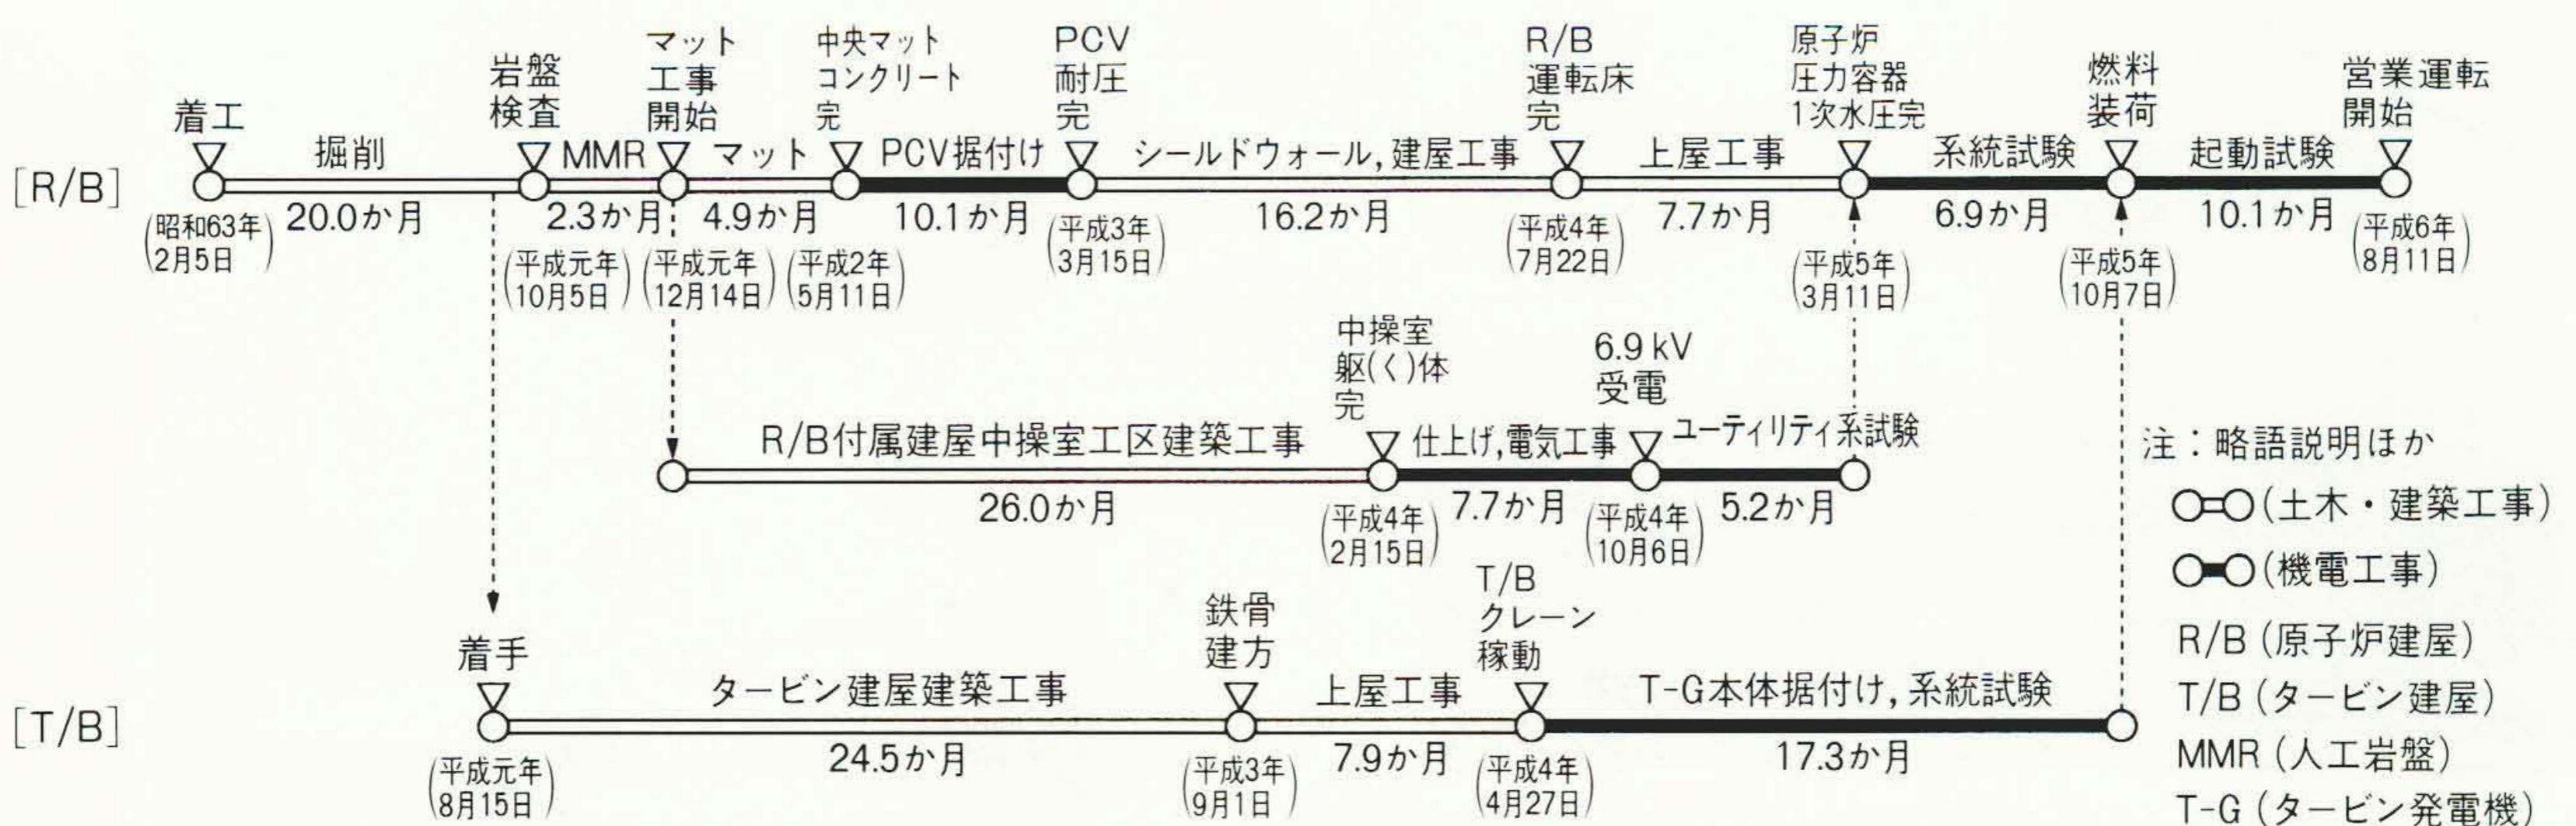 [R/B]
着工
岩盤
検査
マット
工事
開始
中央マット
コンクリート
完
PCV
耐圧
完
R/B
運転床
完
原子炉
圧力容器
1次水圧完
燃料
装荷
営業運転
開始
掘削
MMR
マット
PCV据付け
シールドウォール,建屋工事
上屋工事
系統試験
起動試験
20.0か月
2.3か月
4.9か月
10.1か月
16.2か月
7.7か月
6.9か月
10.1か月
(昭和63年
2月5日)
(平成元年
10月5日)
(平成元年
12月14日)
(平成2年
5月11日)
(平成3年
3月15日)
(平成4年
7月22日)
(平成5年
3月11日)
(平成5年
10月7日)
(平成6年
8月11日)
中操室
躯(く)体
完
6.9 kV
受電
R/B付属建屋中操室工区建築工事
仕上げ,電気工事
ユーティリティ系試験
26.0か月
7.7か月
5.2か月
(平成4年
2月15日)
(平成4年
10月6日)
[T/B]
着手
鉄骨
建方
T/B
クレーン
稼動
タービン建屋建築工事
上屋工事
T-G本体据付け,系統試験
24.5か月
7.9か月
17.3か月
(平成元年
8月15日)
(平成3年
9月1日)
(平成4年
4月27日)
注：略語説明ほか
(土木・建築工事)
(機電工事)
R/B (原子炉建屋)
T/B (タービン建屋)
MMR (人工岩盤)
T-G (タービン発電機)